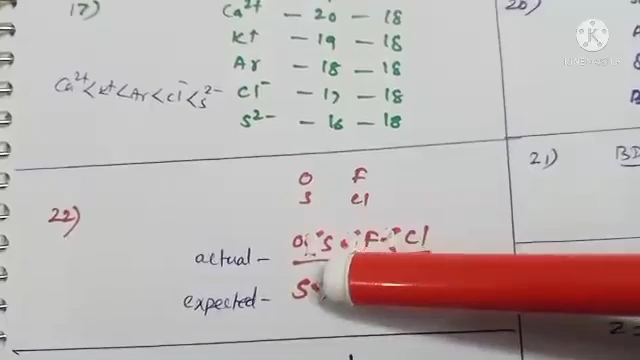 17)
Ca²⁺ – 20 – 18
K⁺ – 19 – 18
Ar – 18 – 18
Cl⁻ – 17 – 18
S²⁻ – 16 – 18
Ca²⁺<K⁺<Ar<Cl⁻<S²⁻
20)
21)
22)
O F
S Cl
actual – O S F Cl
expected – S
KINEMASTER